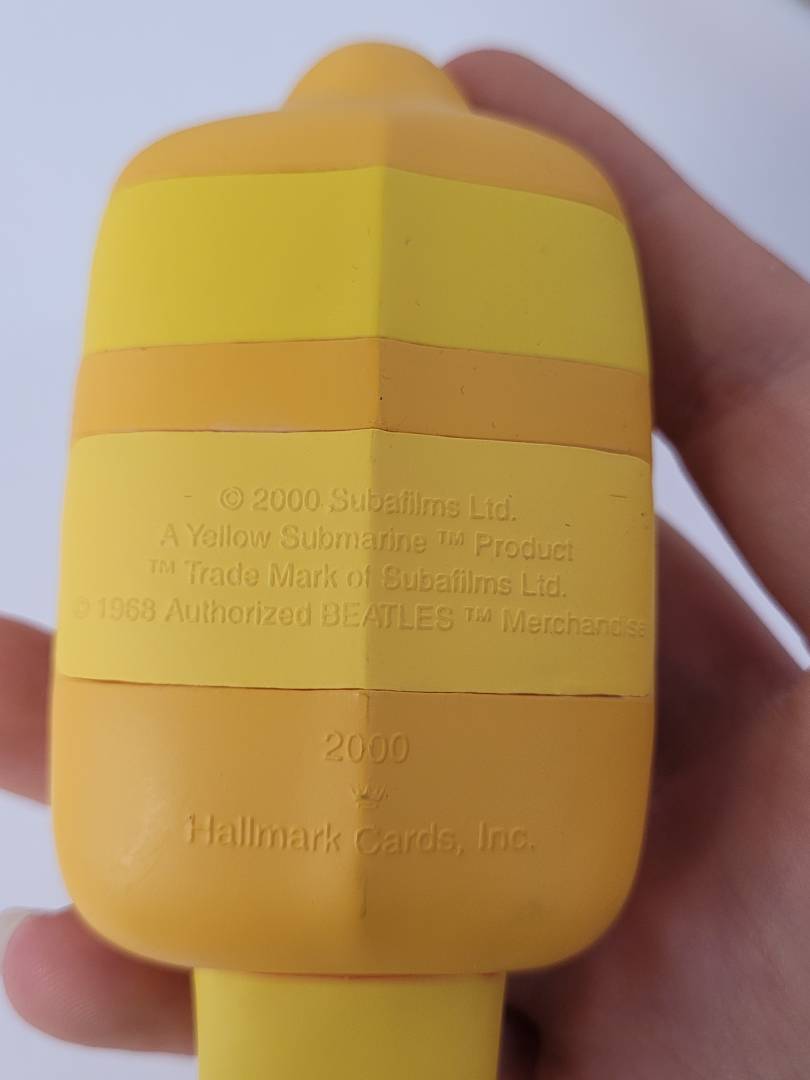 © 2000 Subafilms Ltd.
A Yellow Submarine ™ Product
™ Trade Mark of Subafilms Ltd.
© 1968 Authorized BEATLES ™ Merchandise
2000
Hallmark Cards, Inc.